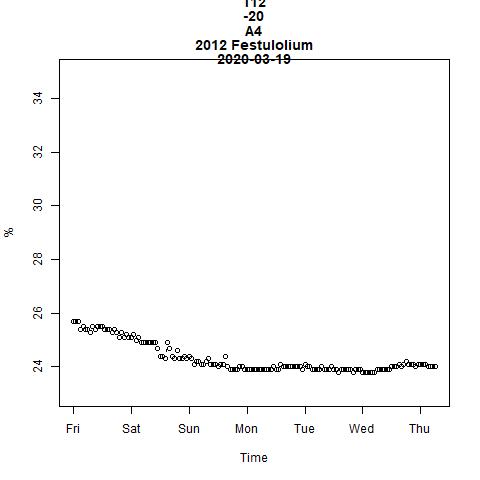 T12
-20
A4
2012 Festulolium
2020-03-19
34
32
30
28
26
24
%
Fri Sat Sun Mon Tue Wed Thu
Time